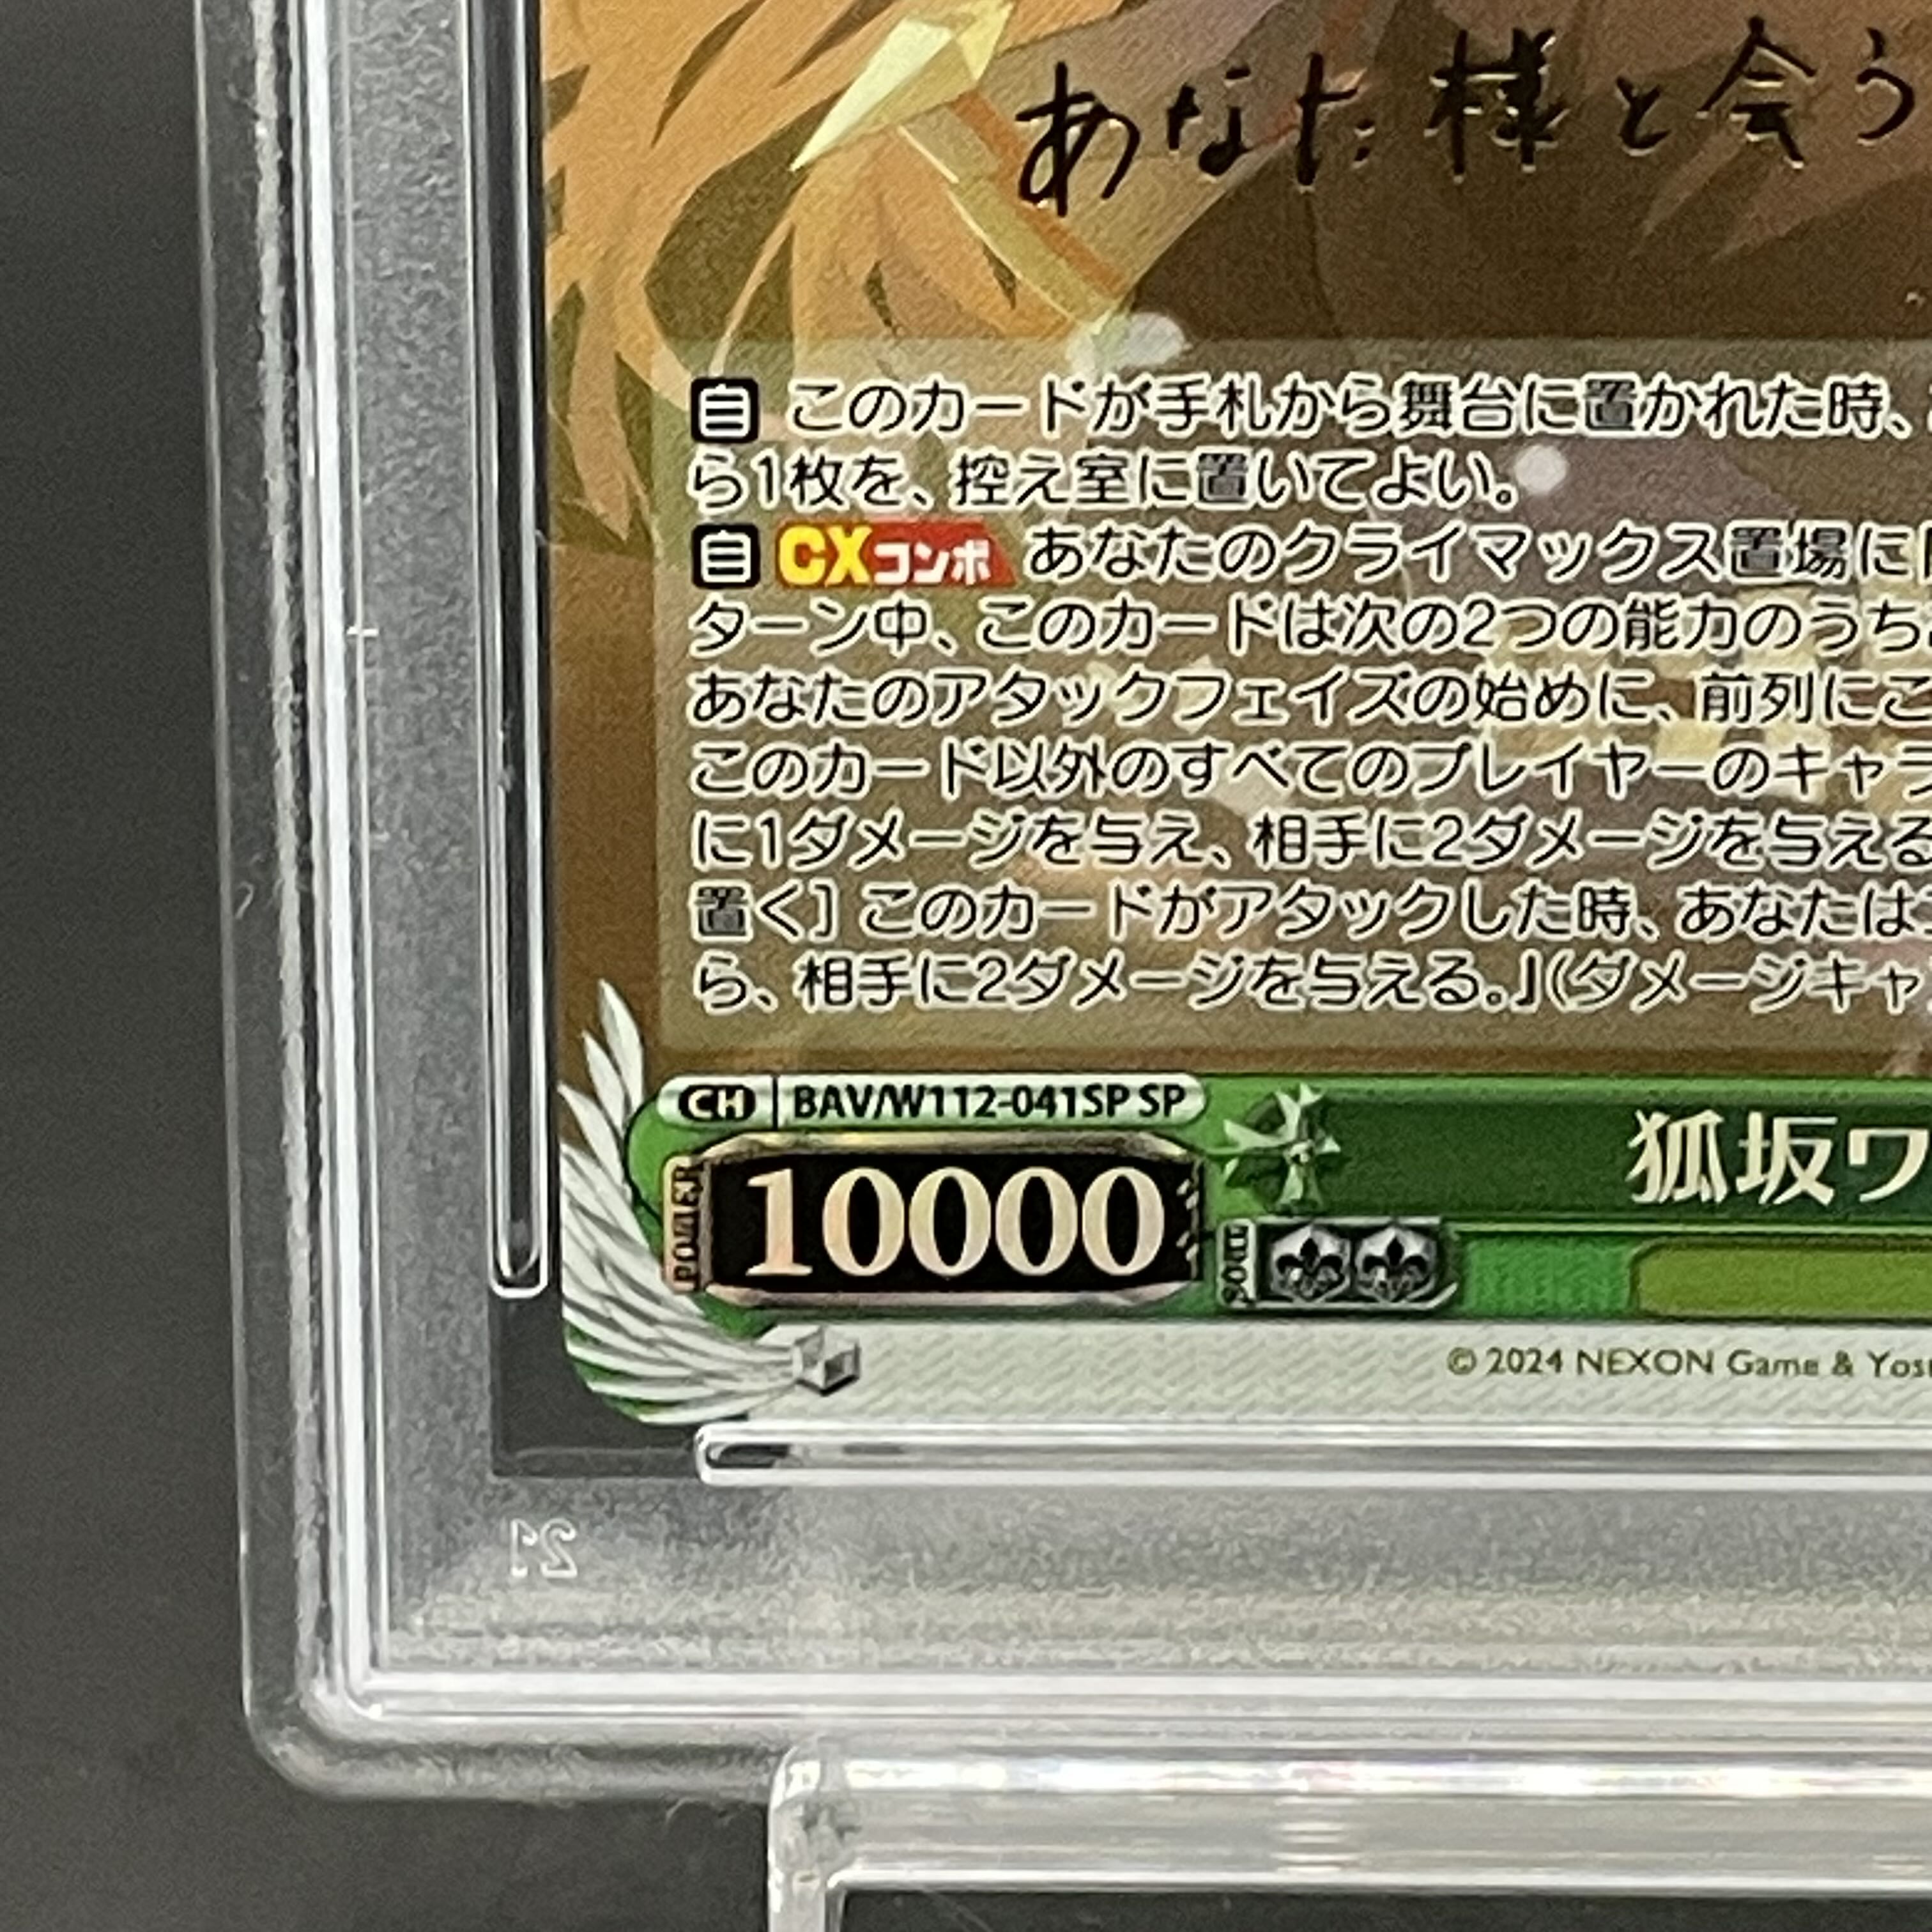 あなた様と会う
自 このカードが手札から舞台に置かれた時、
ら1枚を、控え室に置いてよい。
自 CXコンボ あなたのクライマックス置場に
ターン中、このカードは次の2つの能力のうち
あなたのアタックフェイズの始めに、前列にこ
このカード以外のすべてのプレイヤーのキャラ
に1ダメージを与え、相手に2ダメージを与える
置く］ このカードがアタックした時、あなたは
ら、相手に2ダメージを与える。』（ダメージキャ
CH BAV/W112-041SP SP
POWER 10000
狐坂ワ
SOUL
© 2024 NEXON Game & Yos
21